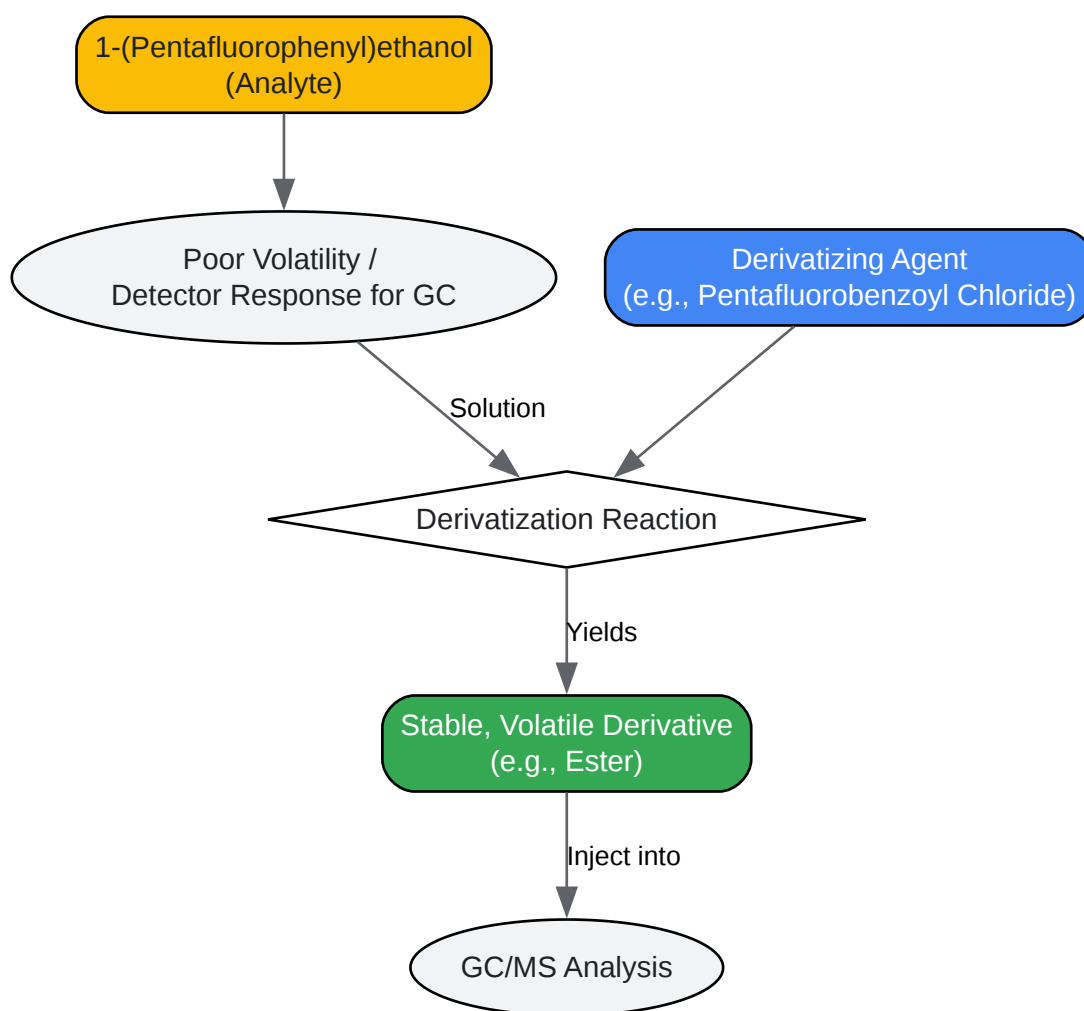 1-(Pentafluorophenyl)ethanol
(Analyte)
Poor Volatility /
Detector Response for GC
Derivatizing Agent
(e.g., Pentafluorobenzoyl Chloride)
Solution
Derivatization Reaction
Yields
Stable, Volatile Derivative
(e.g., Ester)
Inject into
GC/MS Analysis